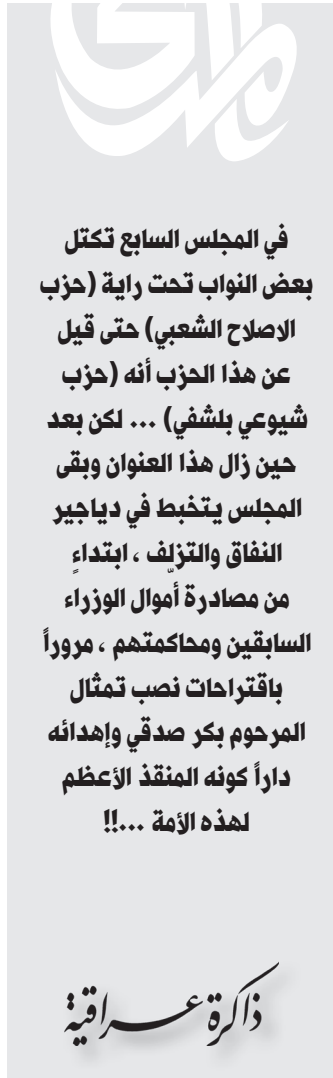 في المجلس السابع تكتل
بعض النواب تحت راية (حزب
الاصلاح الشعبي) حتى قيل
عن هذا الحزب أنه (حزب
شيوعي بلشفي) ... لكن بعد
حين زال هذا العنوان وبقى
المجلس يتخبط في دياجير
النفاق والتزلّف ، ابتداءٍ
من مصادرة أموال الوزراء
السابقين ومحاكمتهم ، مروراً
باقتراحات نصب تمثال
المرحوم بكر صدقي وإهدائه
داراً كونه المنقذ الأعظم
لهذه الأمة ...!!
ذاكرة عراقية